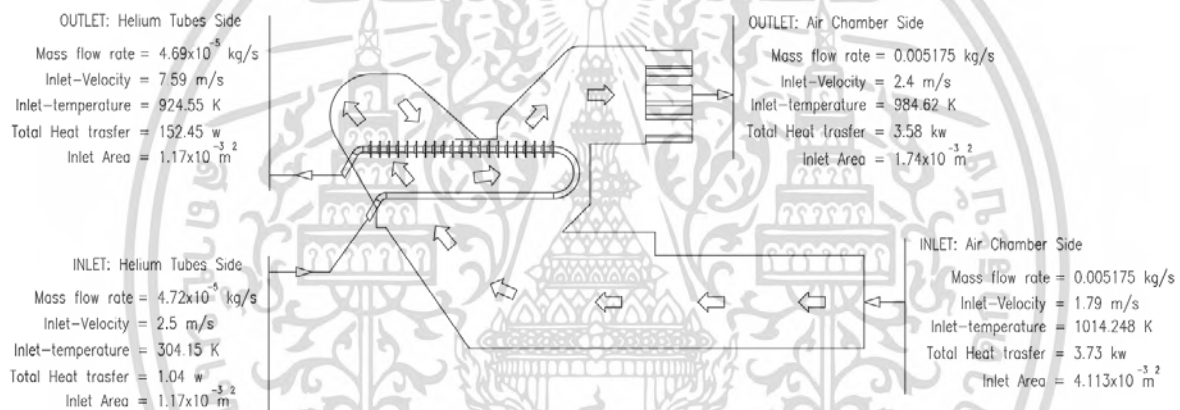 OUTLET: Helium Tubes Side
Mass flow rate = 4.69x10⁻⁵ kg/s
Inlet-Velocity = 7.59 m/s
Inlet-temperature = 924.55 K
Total Heat trasfer = 152.45 w
Inlet Area = 1.17x10⁻³ m²
OUTLET: Air Chamber Side
Mass flow rate = 0.005175 kg/s
Inlet-Velocity = 2.4 m/s
Inlet-temperature = 984.62 K
Total Heat trasfer = 3.58 kw
Inlet Area = 1.74x10⁻³ m²
INLET: Helium Tubes Side
Mass flow rate = 4.72x10⁻⁵ kg/s
Inlet-Velocity = 2.5 m/s
Inlet-temperature = 304.15 K
Total Heat trasfer = 1.04 w
Inlet Area = 1.17x10⁻³ m²
INLET: Air Chamber Side
Mass flow rate = 0.005175 kg/s
Inlet-Velocity = 1.79 m/s
Inlet-temperature = 1014.248 K
Total Heat trasfer = 3.73 kw
Inlet Area = 4.113x10⁻³ m²